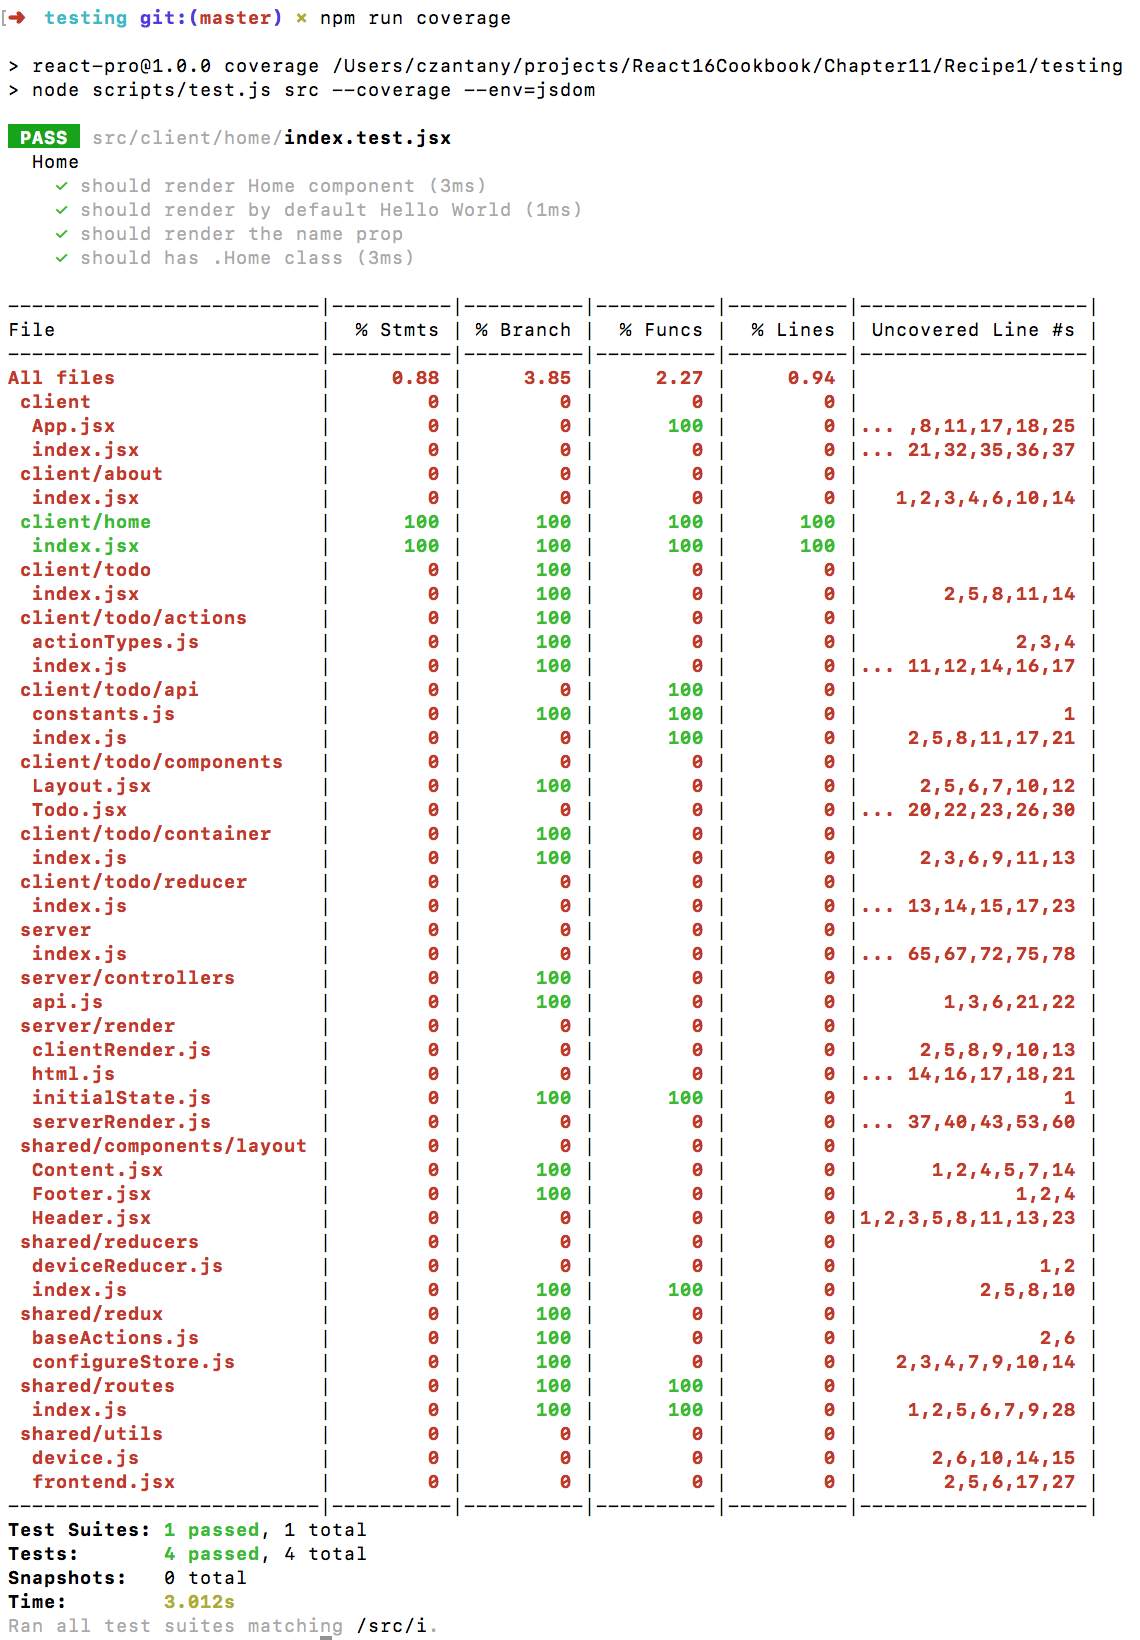 [➜  testing git:(master) × npm run coverage
> react-pro@1.0.0 coverage /Users/czantany/projects/React16Cookbook/Chapter11/Recipe1/testing
> node scripts/test.js src --coverage --env=jsdom
PASS src/client/home/index.test.jsx
  Home
    ✓ should render Home component (3ms)
    ✓ should render by default Hello World (1ms)
    ✓ should render the name prop
    ✓ should has .Home class (3ms)
--------------------------|----------|----------|----------|----------|-------------------|
File                      |  % Stmts | % Branch |  % Funcs |  % Lines | Uncovered Line #s |
--------------------------|----------|----------|----------|----------|-------------------|
All files                 |     0.88 |     3.85 |     2.27 |     0.94 |                   |
 client                   |        0 |        0 |        0 |        0 |                   |
  App.jsx                 |        0 |        0 |      100 |        0 |... ,8,11,17,18,25 |
  index.jsx               |        0 |        0 |        0 |        0 |... 21,32,35,36,37 |
 client/about             |        0 |        0 |        0 |        0 |                   |
  index.jsx               |        0 |        0 |        0 |        0 |   1,2,3,4,6,10,14 |
 client/home              |      100 |      100 |      100 |      100 |                   |
  index.jsx               |      100 |      100 |      100 |      100 |                   |
 client/todo              |        0 |      100 |        0 |        0 |                   |
  index.jsx               |        0 |      100 |        0 |        0 |       2,5,8,11,14 |
 client/todo/actions      |        0 |      100 |        0 |        0 |                   |
  actionTypes.js          |        0 |      100 |        0 |        0 |             2,3,4 |
  index.js                |        0 |      100 |        0 |        0 |... 11,12,14,16,17 |
 client/todo/api          |        0 |        0 |      100 |        0 |                   |
  constants.js            |        0 |      100 |      100 |        0 |                 1 |
  index.js                |        0 |        0 |      100 |        0 |    2,5,8,11,17,21 |
 client/todo/components   |        0 |        0 |        0 |        0 |                   |
  Layout.jsx              |        0 |      100 |        0 |        0 |     2,5,6,7,10,12 |
  Todo.jsx                |        0 |        0 |        0 |        0 |... 20,22,23,26,30 |
 client/todo/container    |        0 |      100 |        0 |        0 |                   |
  index.js                |        0 |      100 |        0 |        0 |     2,3,6,9,11,13 |
 client/todo/reducer      |        0 |        0 |        0 |        0 |                   |
  index.js                |        0 |        0 |        0 |        0 |... 13,14,15,17,23 |
 server                   |        0 |        0 |        0 |        0 |                   |
  index.js                |        0 |        0 |        0 |        0 |... 65,67,72,75,78 |
 server/controllers       |        0 |      100 |        0 |        0 |                   |
  api.js                  |        0 |      100 |        0 |        0 |       1,3,6,21,22 |
 server/render            |        0 |        0 |        0 |        0 |                   |
  clientRender.js         |        0 |        0 |        0 |        0 |     2,5,8,9,10,13 |
  html.js                 |        0 |        0 |        0 |        0 |... 14,16,17,18,21 |
  initialState.js         |        0 |      100 |      100 |        0 |                 1 |
  serverRender.js         |        0 |        0 |        0 |        0 |... 37,40,43,53,60 |
 shared/components/layout |        0 |        0 |        0 |        0 |                   |
  Content.jsx             |        0 |      100 |        0 |        0 |      1,2,4,5,7,14 |
  Footer.jsx              |        0 |      100 |        0 |        0 |             1,2,4 |
  Header.jsx              |        0 |        0 |        0 |        0 |1,2,3,5,8,11,13,23 |
 shared/reducers          |        0 |        0 |        0 |        0 |                   |
  deviceReducer.js        |        0 |        0 |        0 |        0 |               1,2 |
  index.js                |        0 |      100 |      100 |        0 |          2,5,8,10 |
 shared/redux             |        0 |      100 |        0 |        0 |                   |
  baseActions.js          |        0 |      100 |        0 |        0 |               2,6 |
  configureStore.js       |        0 |      100 |        0 |        0 |   2,3,4,7,9,10,14 |
 shared/routes            |        0 |      100 |      100 |        0 |                   |
  index.js                |        0 |      100 |      100 |        0 |    1,2,5,6,7,9,28 |
 shared/utils             |        0 |        0 |        0 |        0 |                   |
  device.js               |        0 |        0 |        0 |        0 |      2,6,10,14,15 |
  frontend.jsx            |        0 |        0 |        0 |        0 |       2,5,6,17,27 |
--------------------------|----------|----------|----------|----------|-------------------|
Test Suites: 1 passed, 1 total
Tests:       4 passed, 4 total
Snapshots:   0 total
Time:        3.012s
Ran all test suites matching /src/i.